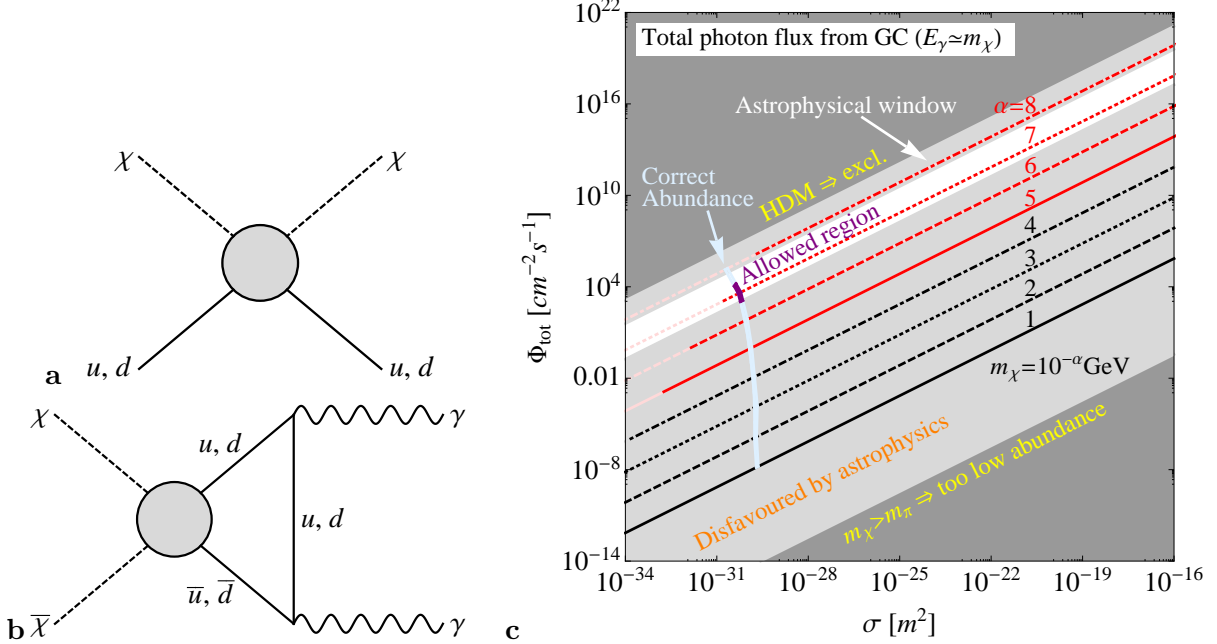 χ
χ
u, d
u, d
a
χ
u, d
γ
u, d
u̅, d̅
b
χ̅
γ
c
Total photon flux from GC (E_γ≃m_χ)
Astrophysical window
α=8
7
6
5
4
3
2
1
Correct
Abundance
HDM ⇒ excl.
Allowed region
m_χ=10^{-α}GeV
Disfavoured by astrophysics
m_χ>m_π ⇒ too low abundance
Φ_tot [cm^{-2}s^{-1}]
10^{22}
10^{16}
10^{10}
10^{4}
0.01
10^{-8}
10^{-14}
10^{-34}
10^{-31}
10^{-28}
10^{-25}
10^{-22}
10^{-19}
10^{-16}
σ [m^2]